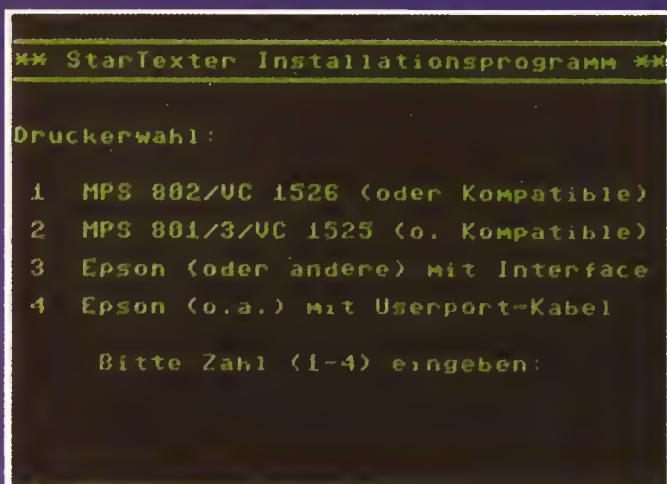 ** StarTexter Installationsprogramm **
Druckerwahl:
1 MPS 802/VC 1526 (oder Kompatible)
2 MPS 801/3/VC 1525 (o. Kompatible)
3 Epson (oder andere) mit Interface
4 Epson (o.a.) mit Userport-Kabel
Bitte Zahl (1-4) eingeben: